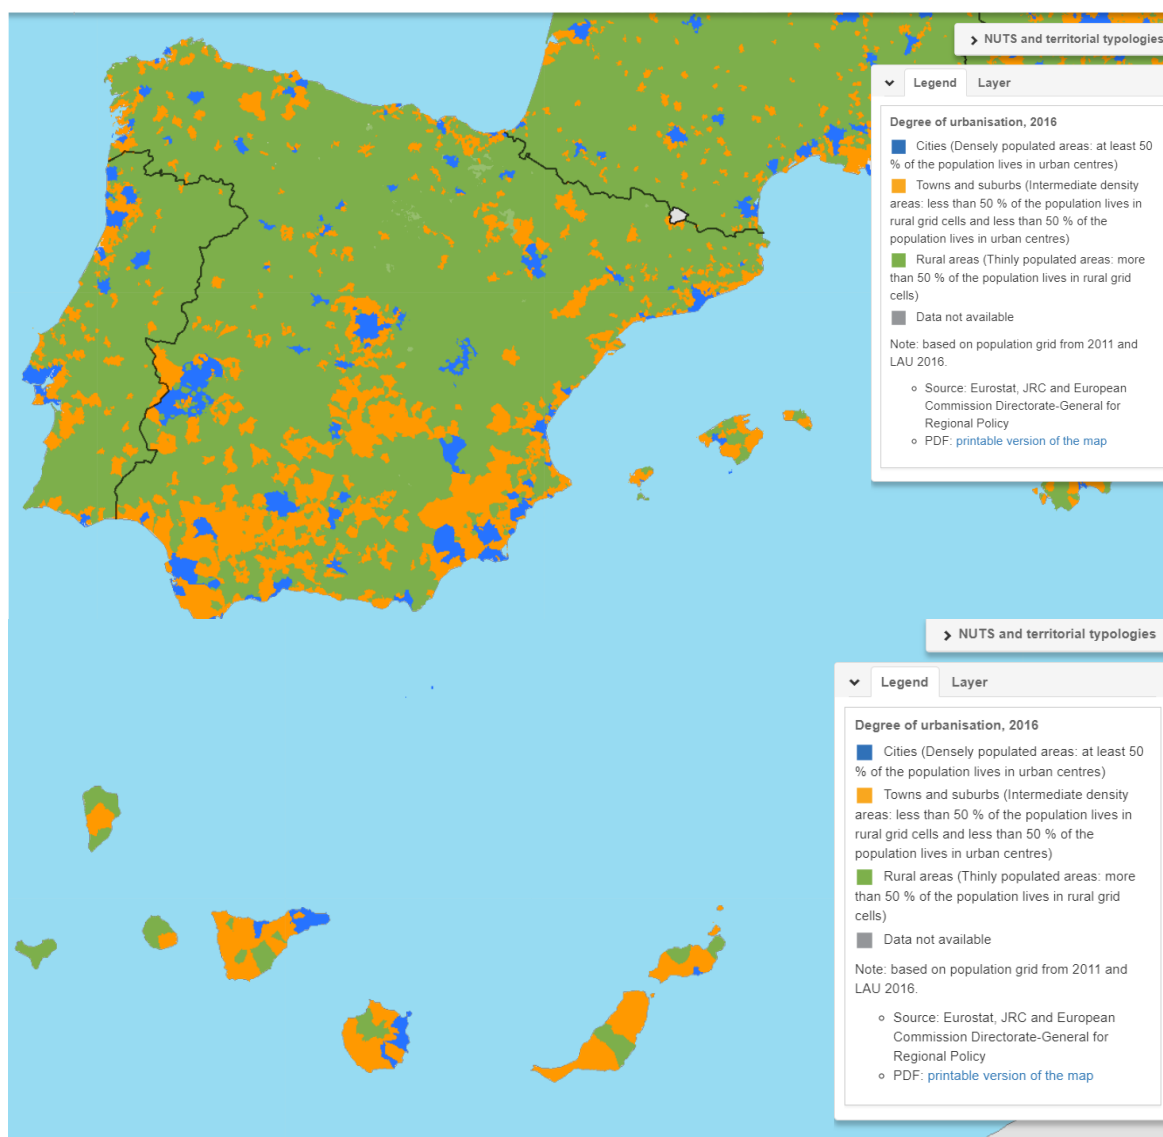 NUTS and territorial typologies
Legend Layer
Degree of urbanisation, 2016
Cities (Densely populated areas: at least 50
% of the population lives in urban centres)
Towns and suburbs (Intermediate density
areas: less than 50 % of the population lives in
rural grid cells and less than 50 % of the
population lives in urban centres)
Rural areas (Thinly populated areas: more
than 50 % of the population lives in rural grid
cells)
Data not available
Note: based on population grid from 2011 and
LAU 2016.
Source: Eurostat, JRC and European
Commission Directorate-General for
Regional Policy
PDF: printable version of the map
NUTS and territorial typologies
Legend Layer
Degree of urbanisation, 2016
Cities (Densely populated areas: at least 50
% of the population lives in urban centres)
Towns and suburbs (Intermediate density
areas: less than 50 % of the population lives in
rural grid cells and less than 50 % of the
population lives in urban centres)
Rural areas (Thinly populated areas: more
than 50 % of the population lives in rural grid
cells)
Data not available
Note: based on population grid from 2011 and
LAU 2016.
Source: Eurostat, JRC and European
Commission Directorate-General for
Regional Policy
PDF: printable version of the map